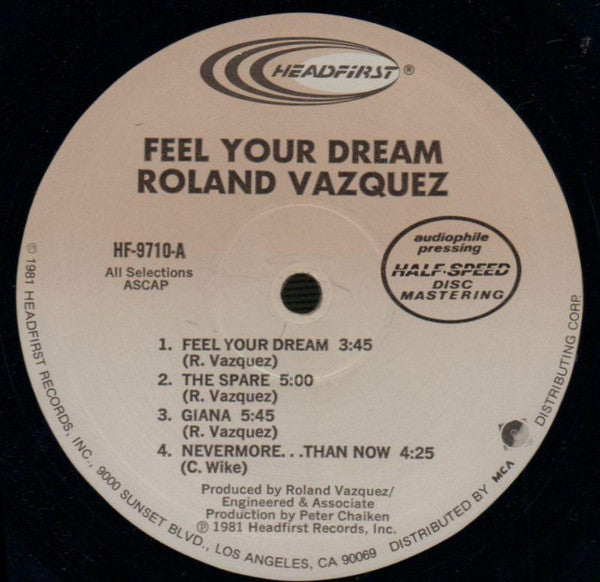 HEADFIRST®
FEEL YOUR DREAM
ROLAND VAZQUEZ
HF-9710-A
All Selections
ASCAP
audiophile
pressing
HALF-SPEED
DISC
MASTERING
1. FEEL YOUR DREAM 3:45
(R. Vazquez)
2. THE SPARE 5:00
(R. Vazquez)
3. GIANA 5:45
(R. Vazquez)
4. NEVERMORE. . .THAN NOW 4:25
(C. Wike)
Produced by Roland Vazquez/
Engineered & Associate
Production by Peter Chaiken
℗ 1981 Headfirst Records, Inc.
© 1981 HEADFIRST RECORDS, INC., 9000 SUNSET BLVD., LOS ANGELES, CA 90069 DISTRIBUTED BY MCA DISTRIBUTING CORP.